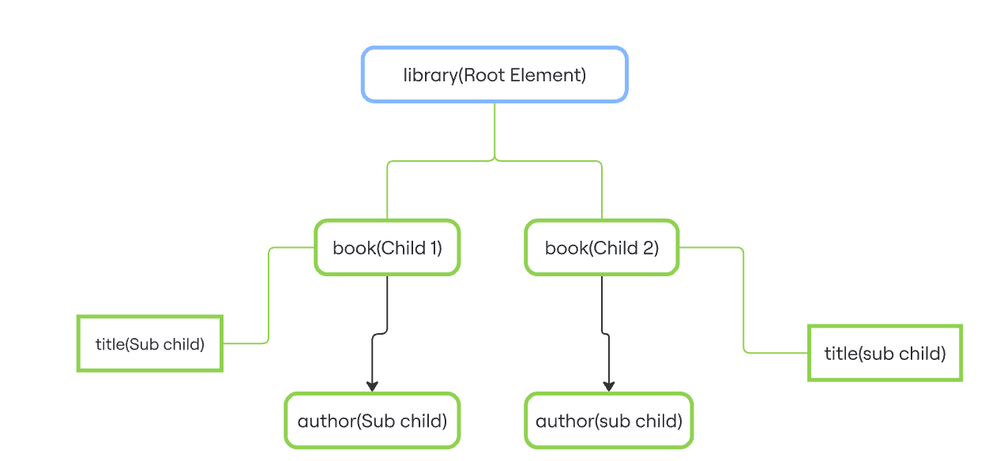 library(Root Element)
book(Child 1)
book(Child 2)
title(Sub child)
title(sub child)
author(Sub child)
author(sub child)